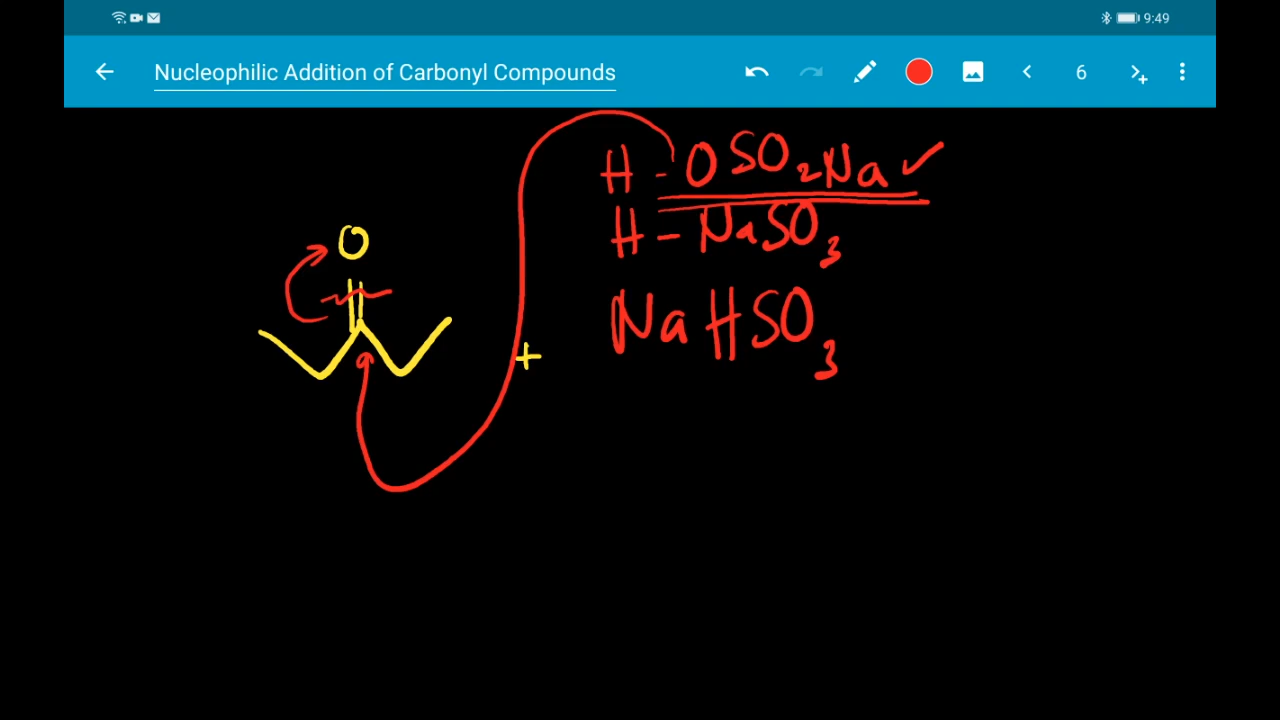 9:49
Nucleophilic Addition of Carbonyl Compounds
6
H - OSO₂Na ✓
H - NaSO₃
O
NaHSO₃
+